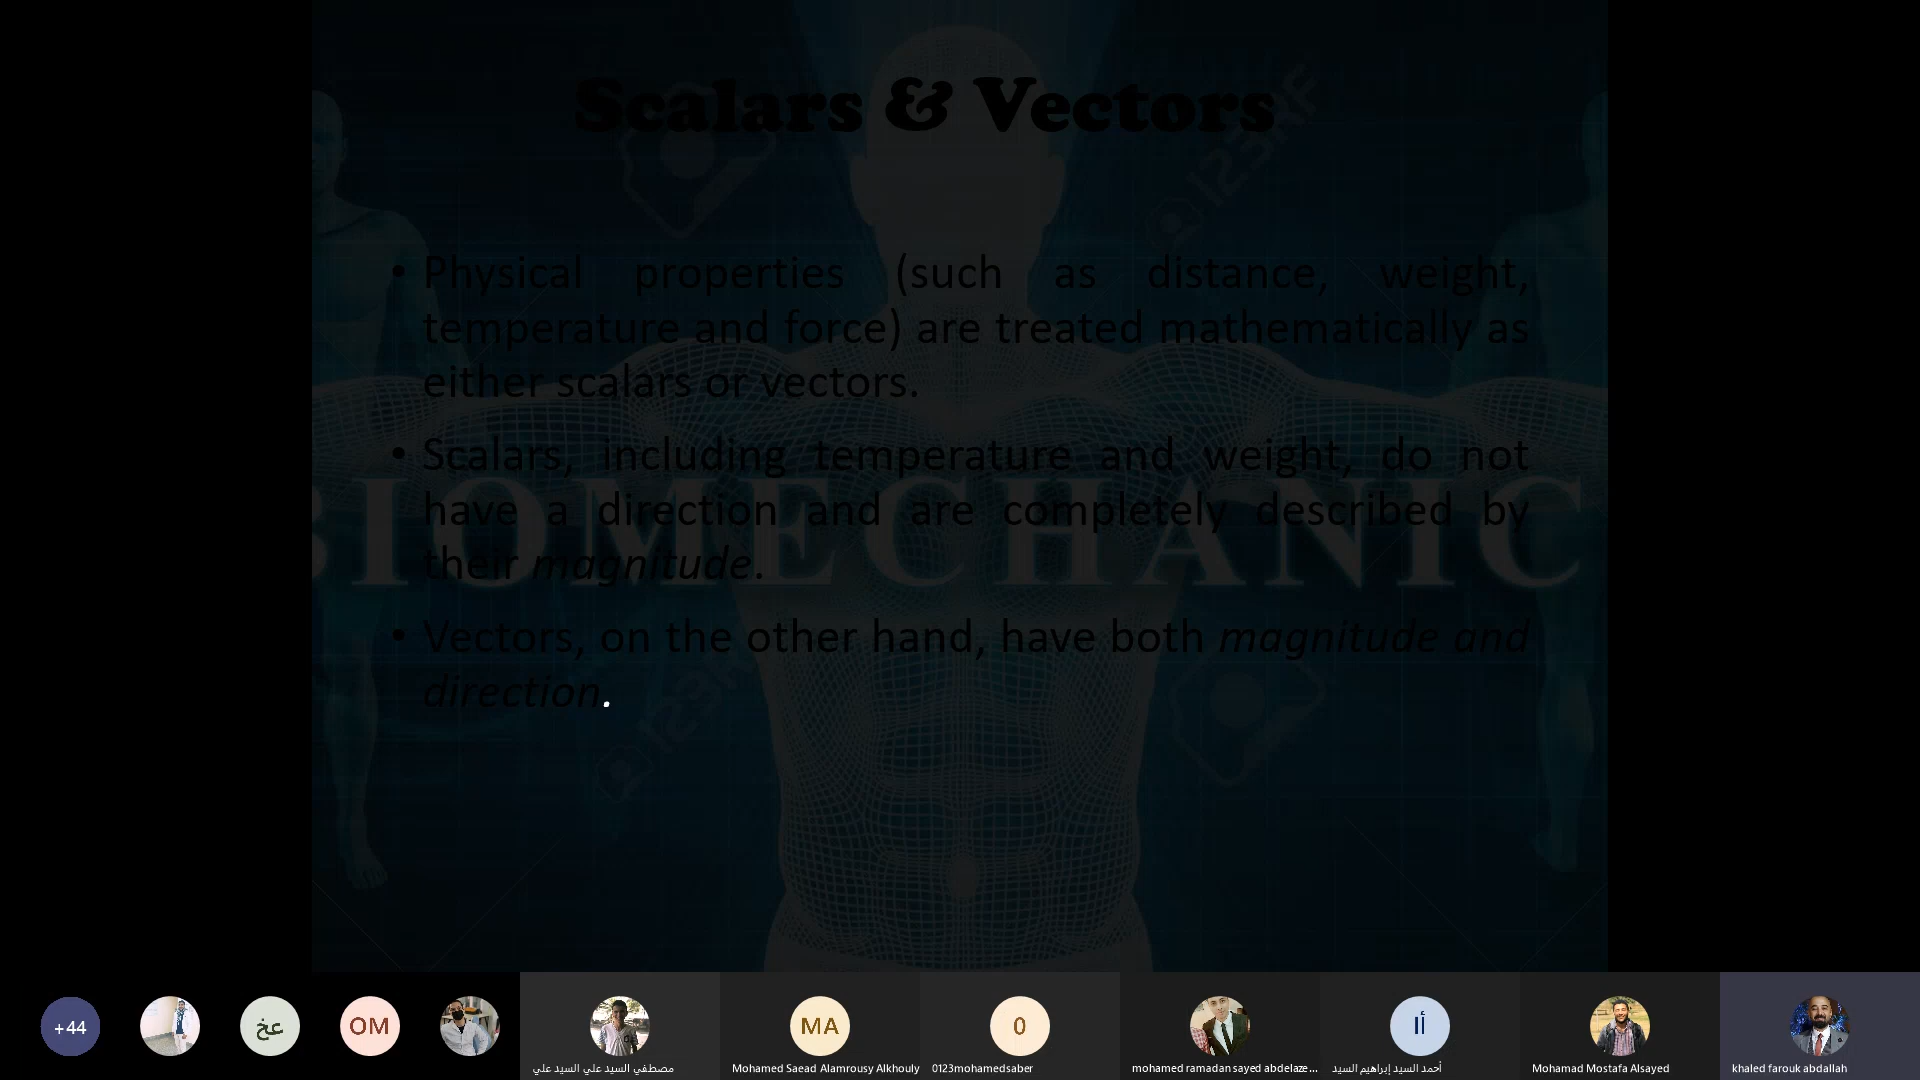 Scalars & Vectors
• Physical properties (such as distance, weight,
temperature and force) are treated mathematically as
either scalars or vectors.
• Scalars, including temperature and weight, do not
have a direction and are completely described by
their magnitude.
BIOMECHANIC
• Vectors, on the other hand, have both magnitude and
direction.
123RF
123RF
+44
عخ
OM
MA
0
أا
مصطفي السيد علي السيد علي
Mohamed Saead Alamrousy Alkhouly
0123mohamedsaber
mohamed ramadan sayed abdelaze...
أحمد السيد إبراهيم السيد
Mohamad Mostafa Alsayed
khaled farouk abdallah